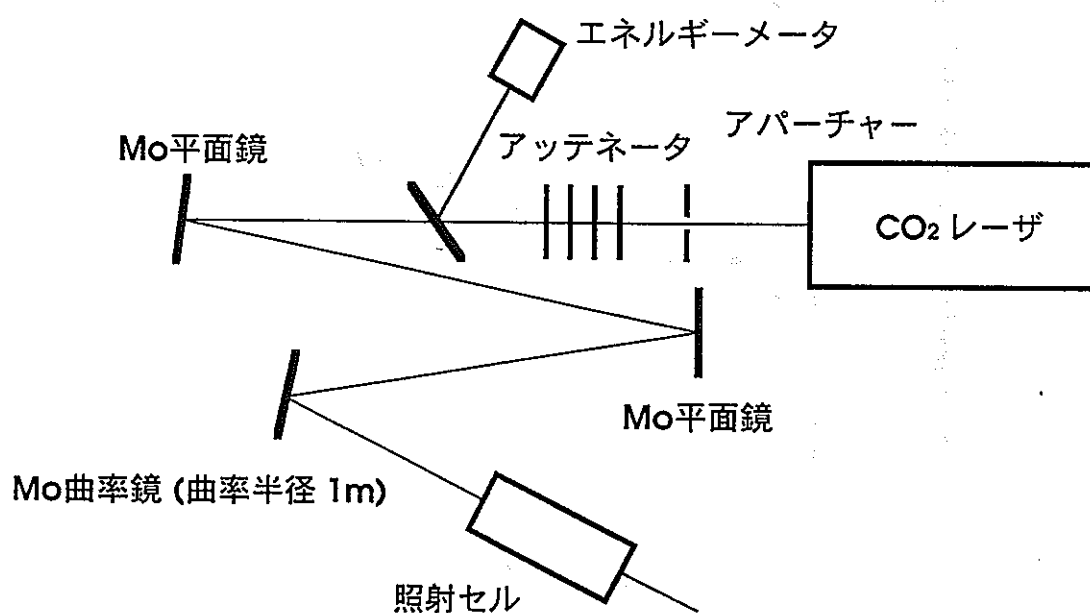 エネルギーメータ
アパーチャー
Mo平面鏡
アッテネータ
CO₂ レーザ
Mo平面鏡
Mo曲率鏡 (曲率半径 1m)
照射セル